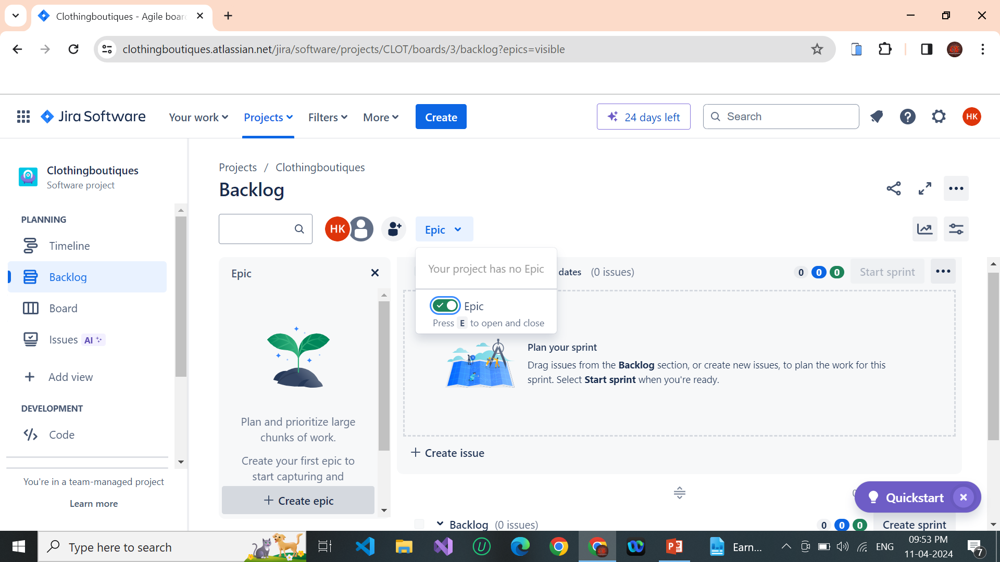 Clothingboutiques - Agile boar
clothingboutiques.atlassian.net/jira/software/projects/CLOT/boards/3/backlog?epics=visible
Jira Software
Your work
Projects
Filters
More
Create
24 days left
Search
HK
Clothingboutiques
Software project
PLANNING
Timeline
Backlog
Board
Issues AI
Add view
DEVELOPMENT
Code
You're in a team-managed project
Learn more
Projects / Clothingboutiques
Backlog
HK
Epic
Your project has no Epic
Epic
Press E to open and close
Epic
Plan and prioritize large
chunks of work.
Create your first epic to
start capturing and
+ Create epic
dates (0 issues)
0 0 0
Start sprint
Plan your sprint
Drag issues from the Backlog section, or create new issues, to plan the work for this
sprint. Select Start sprint when you're ready.
+ Create issue
Quickstart
Backlog (0 issues)
0 0 0
Create sprint
Type here to search
Earn...
ENG
09:53 PM
11-04-2024
7